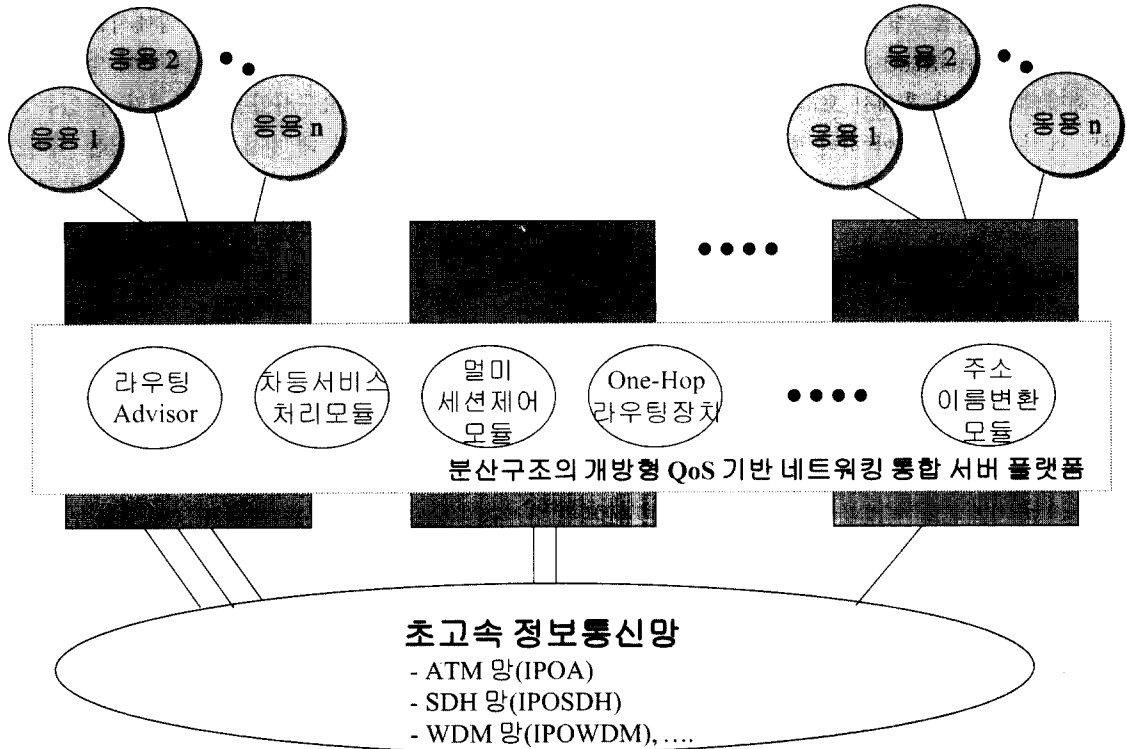 응용 2
응용 1
응용 n
응용 2
응용 1
응용 n
라우팅
Advisor
차등서비스
처리모듈
멀미
세션제어
모듈
One-Hop
라우팅장치
주소
이름변환
모듈
분산구조의 개방형 QoS 기반 네트워킹 통합 서버 플랫폼
초고속 정보통신망
- ATM 망(IPOA)
- SDH 망(IPOSDH)
- WDM 망(IPOWDM), ....